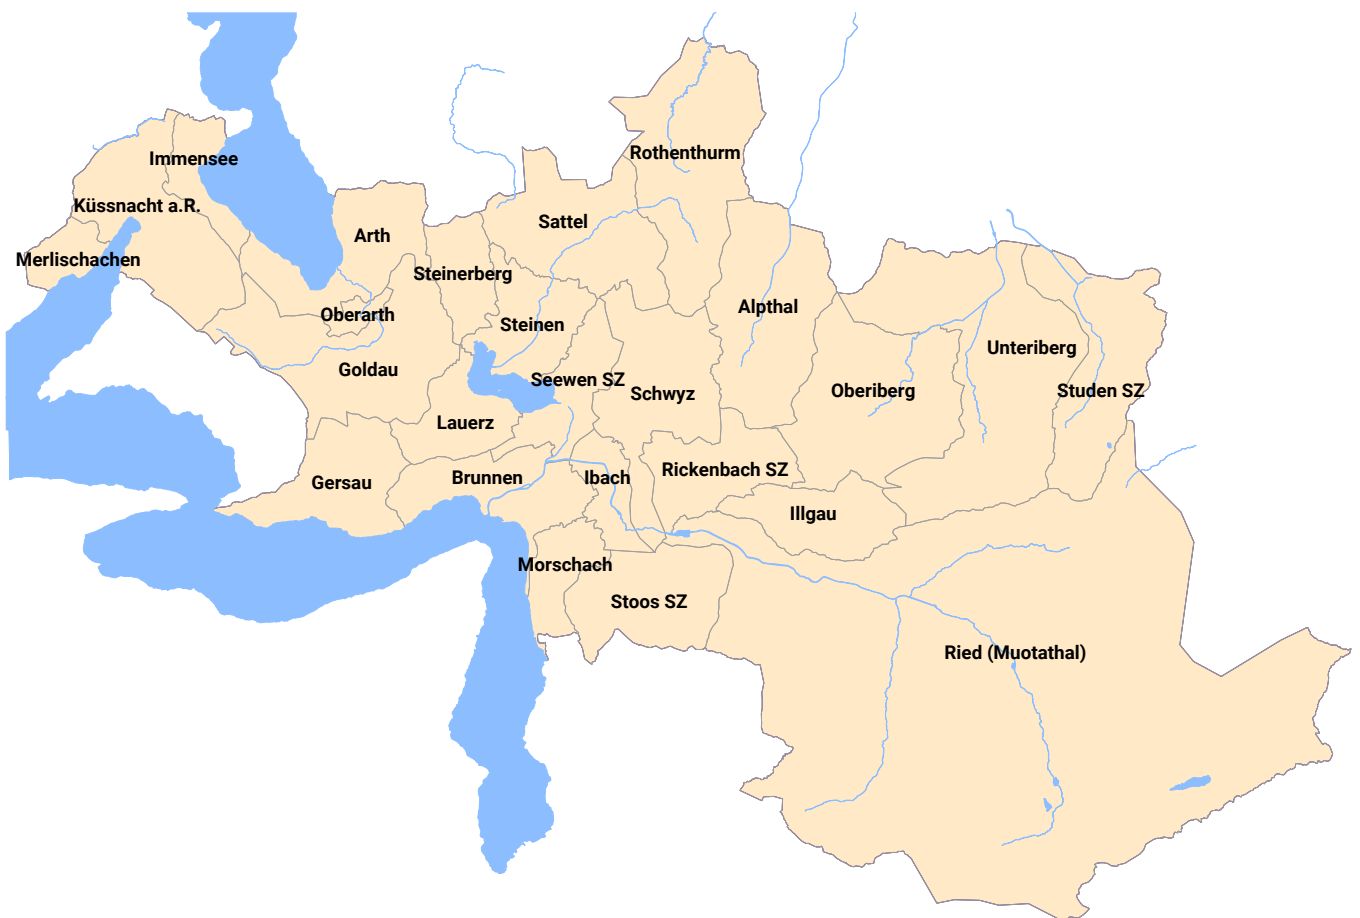 Rothenthurm
Immensee
Küssnacht a.R.
Sattel
Arth
Merlischachen
Steinerberg
Alpthal
Oberarth
Steinen
Unteriberg
Goldau
Seewen SZ
Schwyz
Oberiberg
Studen SZ
Lauerz
Rickenbach SZ
Gersau
Brunnen
Ibach
Illgau
Morschach
Stoos SZ
Ried (Muotathal)